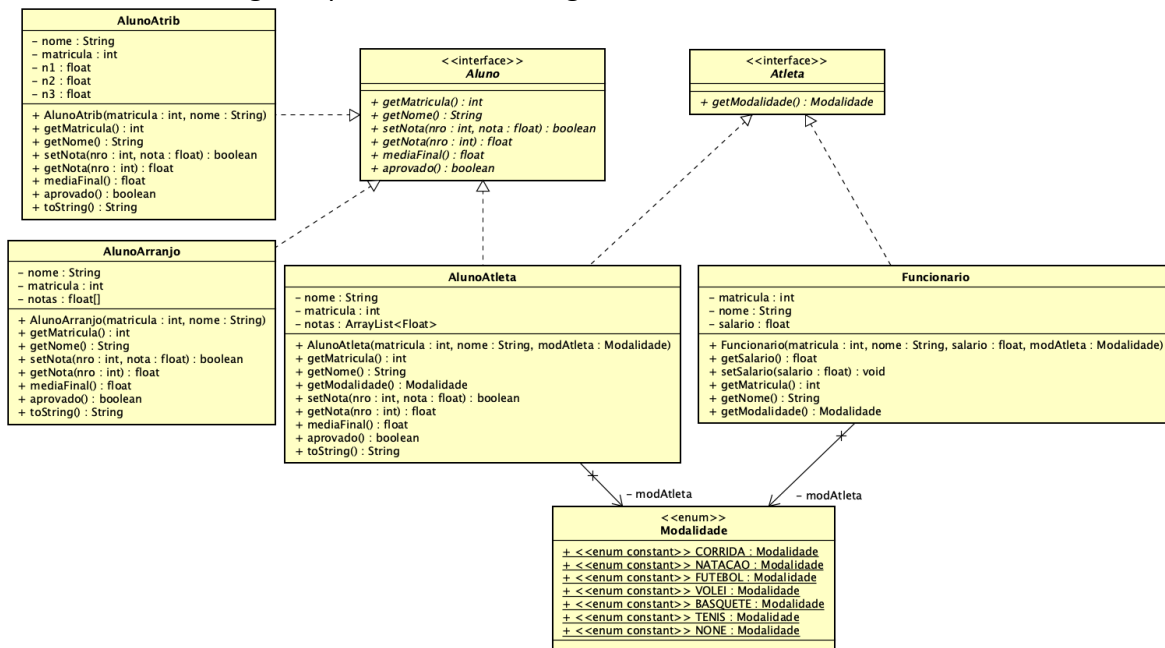 AlunoAtrib
– nome : String
– matricula : int
– n1 : float
– n2 : float
– n3 : float
+ AlunoAtrib(matricula : int, nome : String)
+ getMatricula() : int
+ getNome() : String
+ setNota(nro : int, nota : float) : boolean
+ getNota(nro : int) : float
+ mediaFinal() : float
+ aprovado() : boolean
+ toString() : String
<<interface>>
Aluno
+ getMatricula() : int
+ getNome() : String
+ setNota(nro : int, nota : float) : boolean
+ getNota(nro : int) : float
+ mediaFinal() : float
+ aprovado() : boolean
<<interface>>
Atleta
+ getModalidade() : Modalidade
AlunoArranjo
– nome : String
– matricula : int
– notas : float[]
+ AlunoArranjo(matricula : int, nome : String)
+ getMatricula() : int
+ getNome() : String
+ setNota(nro : int, nota : float) : boolean
+ getNota(nro : int) : float
+ mediaFinal() : float
+ aprovado() : boolean
+ toString() : String
AlunoAtleta
– nome : String
– matricula : int
– notas : ArrayList<Float>
+ AlunoAtleta(matricula : int, nome : String, modAtleta : Modalidade)
+ getMatricula() : int
+ getNome() : String
+ getModalidade() : Modalidade
+ setNota(nro : int, nota : float) : boolean
+ getNota(nro : int) : float
+ mediaFinal() : float
+ aprovado() : boolean
+ toString() : String
Funcionario
– matricula : int
– nome : String
– salario : float
+ Funcionario(matricula : int, nome : String, salario : float, modAtleta : Modalidade)
+ getSalario() : float
+ setSalario(salario : float) : void
+ getMatricula() : int
+ getNome() : String
+ getModalidade() : Modalidade
– modAtleta
– modAtleta
<<enum>>
Modalidade
+ <<enum constant>> CORRIDA : Modalidade
+ <<enum constant>> NATACAO : Modalidade
+ <<enum constant>> FUTEBOL : Modalidade
+ <<enum constant>> VOLEI : Modalidade
+ <<enum constant>> BASQUETE : Modalidade
+ <<enum constant>> TENIS : Modalidade
+ <<enum constant>> NONE : Modalidade